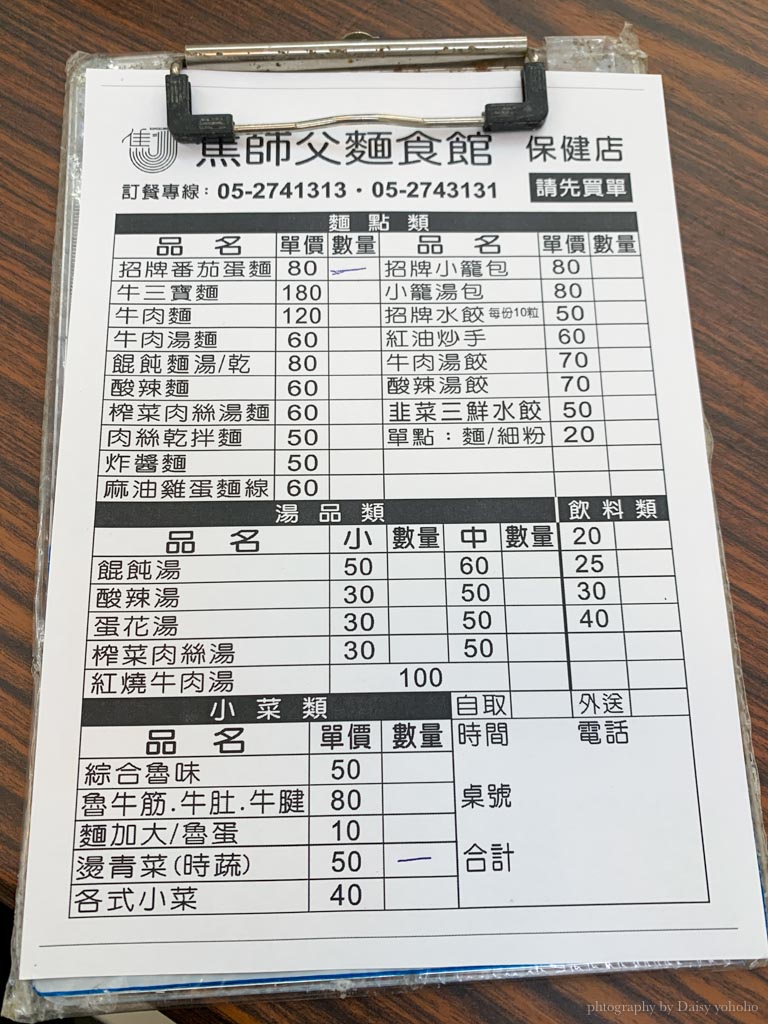 焦師父麵食館 保健店
訂餐專線：05-2741313・05-2743131 請先買單
麵點類
品名 單價 數量 品名 單價 數量
招牌番茄蛋麵 80 一 招牌小籠包 80
牛三寶麵 180 小籠湯包 80
牛肉麵 120 招牌水餃 每份10粒 50
牛肉湯麵 60 紅油炒手 60
餛飩麵湯/乾 80 牛肉湯餃 70
酸辣麵 60 酸辣湯餃 70
榨菜肉絲湯麵 60 韭菜三鮮水餃 50
肉絲乾拌麵 50 單點：麵/細粉 20
炸醬麵 50
麻油雞蛋麵線 60
湯品類 飲料類
品名 小 數量 中 數量 20
餛飩湯 50 60 25
酸辣湯 30 50 30
蛋花湯 30 50 40
榨菜肉絲湯 30 50
紅燒牛肉湯 100
小菜類 自取 外送
品名 單價 數量 時間 電話
綜合魯味 50
魯牛筋.牛肚.牛腱 80 桌號
麵加大/魯蛋 10
燙青菜(時蔬) 50 一 合計
各式小菜 40
phtography by Daisy yohoho